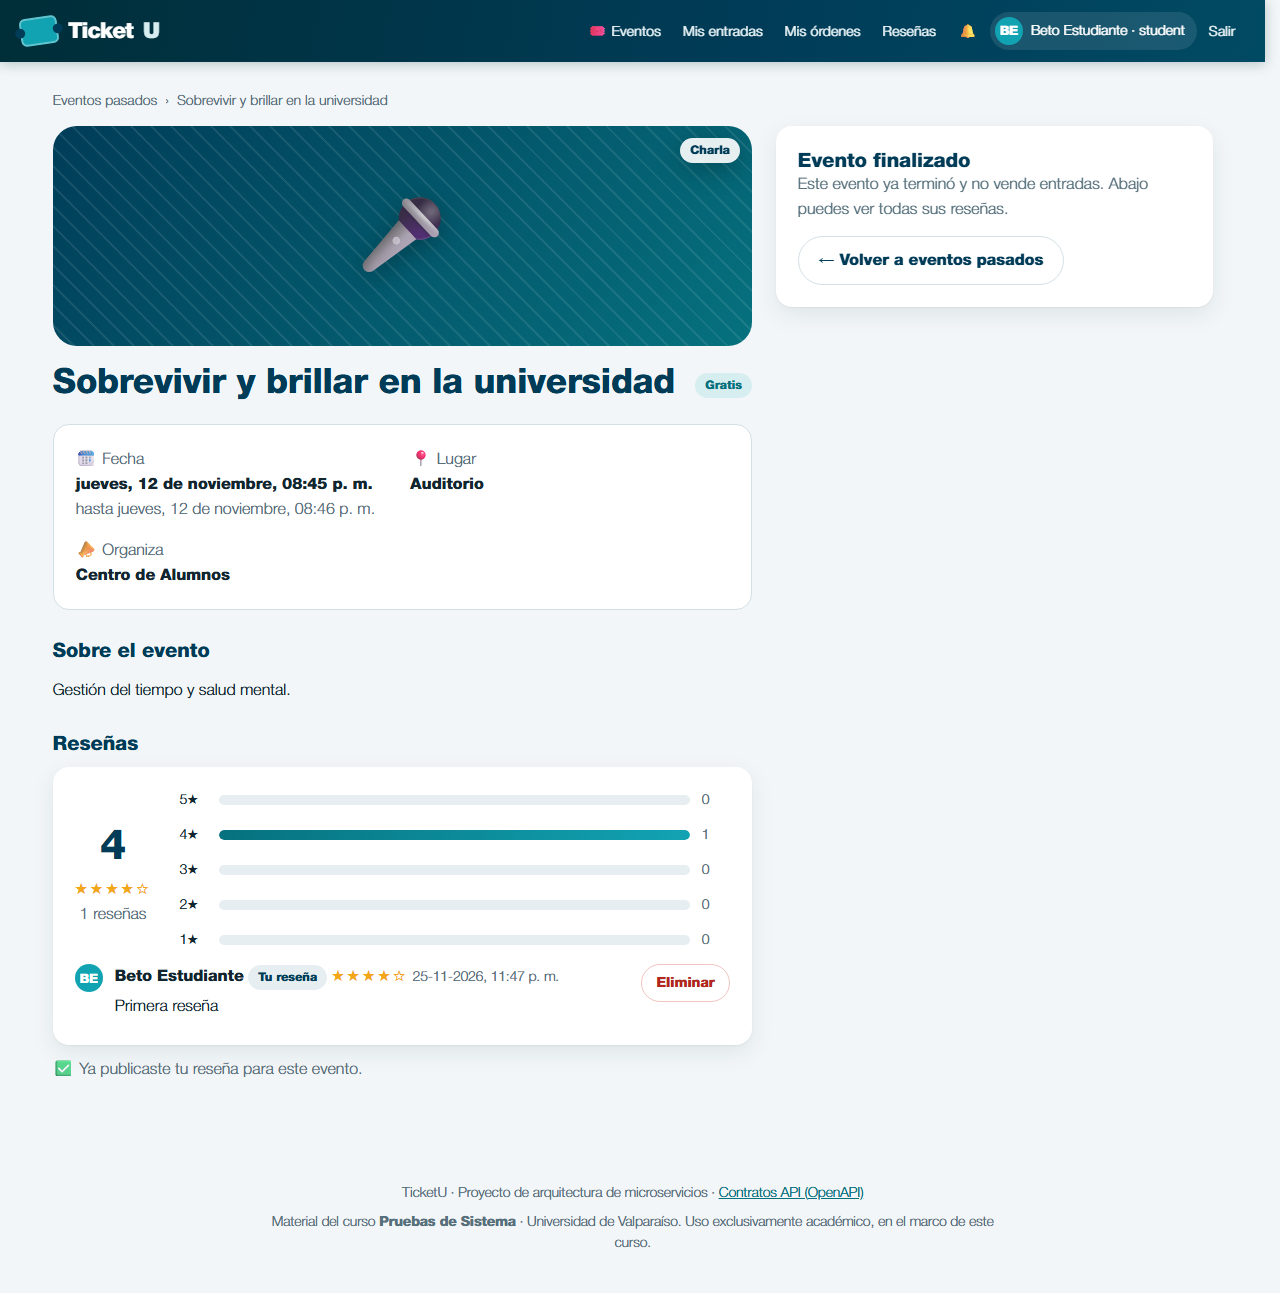 Ticket U
Eventos
Mis entradas
Mis órdenes
Reseñas
BE
Beto Estudiante · student
Salir
Eventos pasados › Sobrevivir y brillar en la universidad
Charla
Sobrevivir y brillar en la universidad
Gratis
Fecha
jueves, 12 de noviembre, 08:45 p. m.
hasta jueves, 12 de noviembre, 08:46 p. m.
Lugar
Auditorio
Organiza
Centro de Alumnos
Evento finalizado
Este evento ya terminó y no vende entradas. Abajo
puedes ver todas sus reseñas.
← Volver a eventos pasados
Sobre el evento
Gestión del tiempo y salud mental.
Reseñas
4
★★★★☆
1 reseñas
5★ 0
4★ 1
3★ 0
2★ 0
1★ 0
BE
Beto Estudiante Tu reseña ★★★★☆ 25-11-2026, 11:47 p. m.
Primera reseña
Eliminar
Ya publicaste tu reseña para este evento.
TicketU · Proyecto de arquitectura de microservicios · Contratos API (OpenAPI)
Material del curso Pruebas de Sistema · Universidad de Valparaíso. Uso exclusivamente académico, en el marco de este
curso.